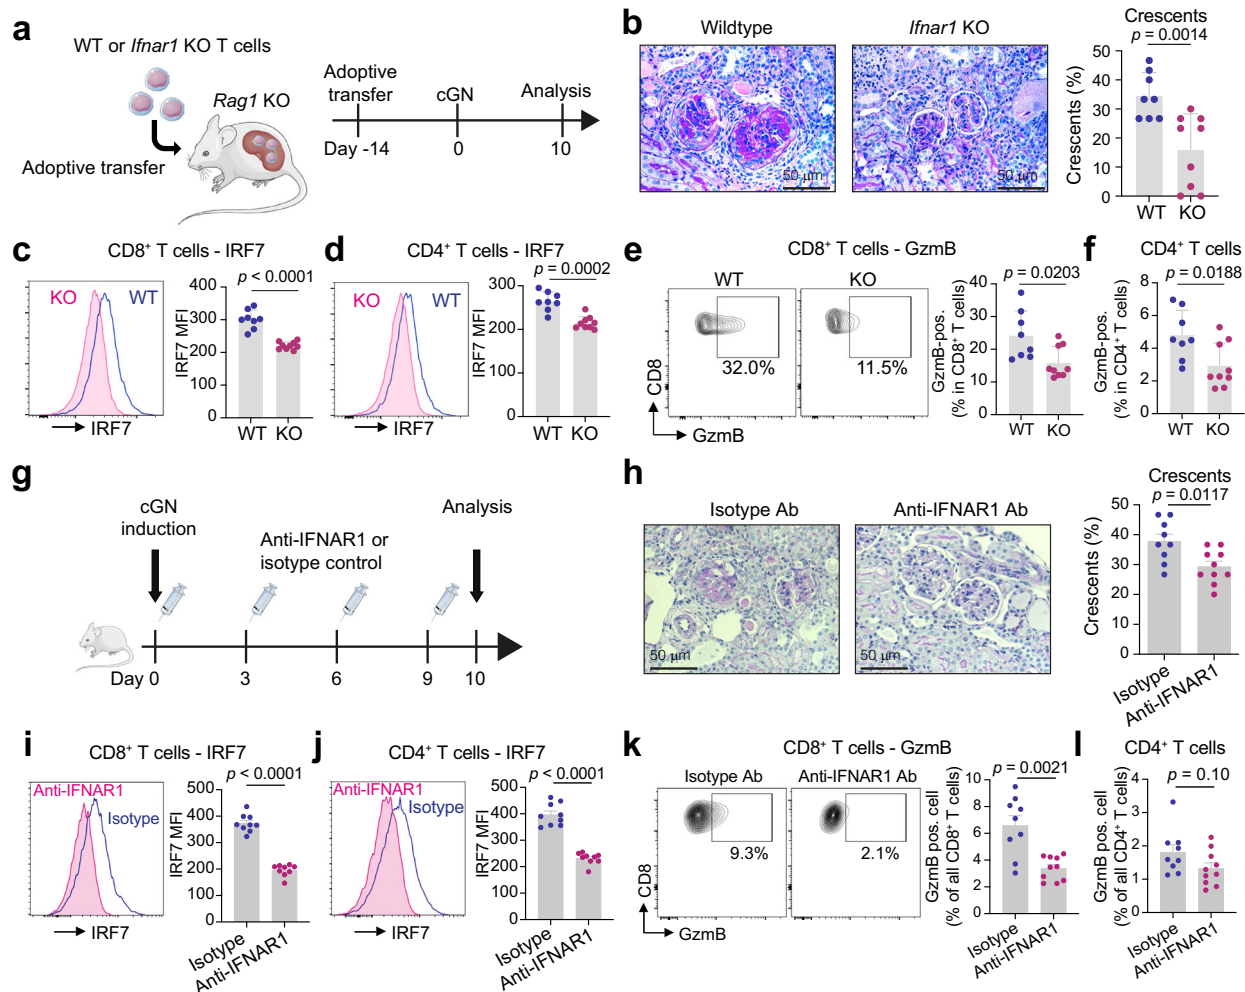 a
WT or Ifnar1 KO T cells
Rag1 KO
Adoptive transfer
Adoptive
transfer
cGN
Analysis
Day -14
0
10
b
Wildtype
Ifnar1 KO
50 µm
50 µm
Crescents
p = 0.0014
Crescents (%)
50
40
30
20
10
0
WT
KO
c
CD8+ T cells - IRF7
KO
WT
IRF7
p < 0.0001
IRF7 MFI
400
300
200
100
0
WT
KO
d
CD4+ T cells - IRF7
KO
WT
IRF7
p = 0.0002
IRF7 MFI
300
200
100
0
WT
KO
e
CD8+ T cells - GzmB
WT
KO
32.0%
11.5%
CD8
GzmB
p = 0.0203
GzmB-pos.
(% in CD8+ T cells)
40
30
20
10
0
WT
KO
f
CD4+ T cells
p = 0.0188
GzmB-pos.
(% in CD4+ T cells)
8
6
4
2
0
WT
KO
g
cGN
induction
Anti-IFNAR1 or
isotype control
Analysis
Day 0
3
6
9
10
h
Isotype Ab
Anti-IFNAR1 Ab
50 µm
50 µm
Crescents
p = 0.0117
Crescents (%)
50
40
30
20
10
0
Isotype
Anti-IFNAR1
i
CD8+ T cells - IRF7
Anti-IFNAR1
Isotype
IRF7
p < 0.0001
IRF7 MFI
500
400
300
200
100
0
Isotype
Anti-IFNAR1
j
CD4+ T cells - IRF7
Anti-IFNAR1
Isotype
IRF7
p < 0.0001
IRF7 MFI
500
400
300
200
100
0
Isotype
Anti-IFNAR1
k
CD8+ T cells - GzmB
Isotype Ab
Anti-IFNAR1 Ab
9.3%
2.1%
CD8
GzmB
p = 0.0021
GzmB pos. cell
(% of all CD8+ T cells)
10
8
6
4
2
0
Isotype
Anti-IFNAR1
l
CD4+ T cells
p = 0.10
GzmB pos. cell
(% of all CD4+ T cells)
4
3
2
1
0
Isotype
Anti-IFNAR1